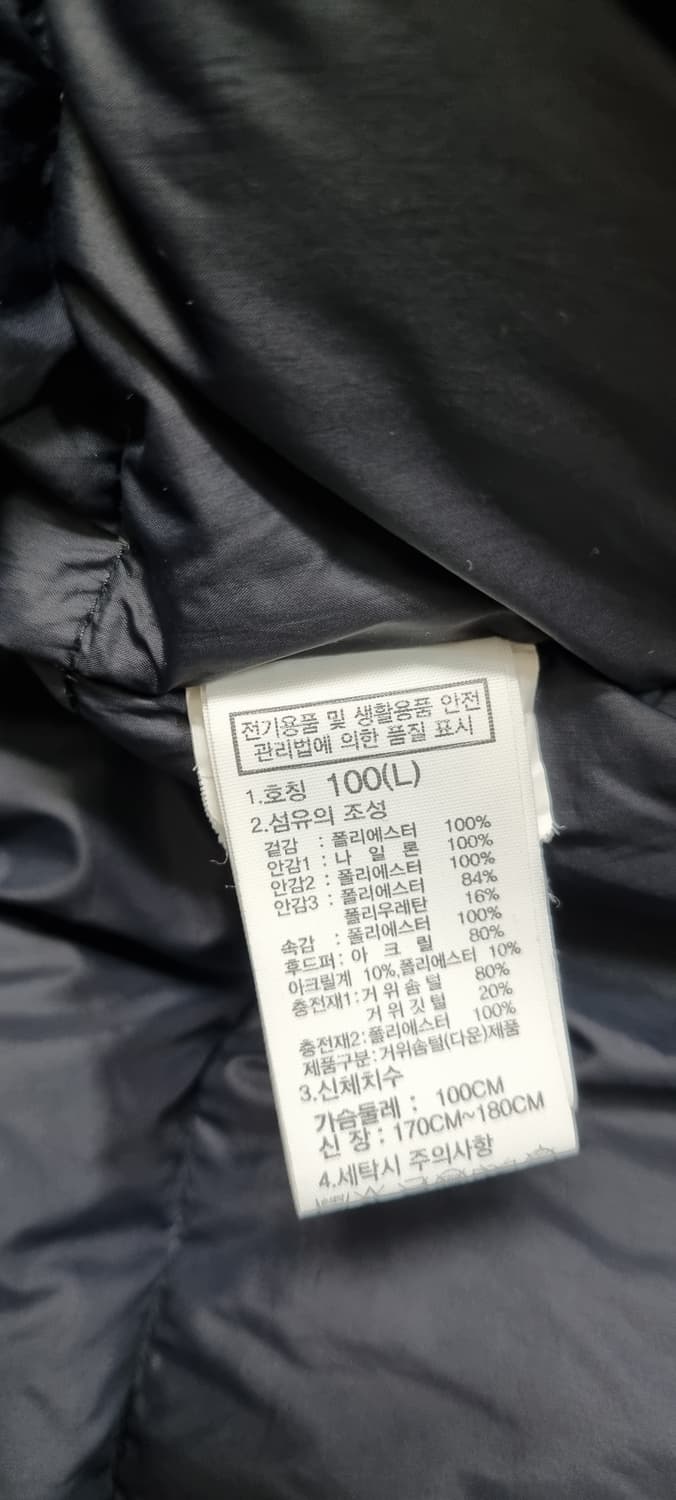 전기용품 및 생활용품 안전
관리법에 의한 품질 표시
1.호칭 100(L)
2.섬유의 조성
겉감 : 폴리에스터 100%
안감1 : 나 일 론 100%
안감2 : 폴리에스터 100%
안감3 : 폴리에스터 84%
폴리우레탄 16%
속감 : 폴리에스터 100%
후드퍼: 아 크 릴 80%
아크릴계 10%,폴리에스터 10%
충전재1:거 위 솜 털 80%
거 위 깃 털 20%
충전재2:폴리에스터 100%
제품구분:거위솜털(다운)제품
3.신체치수
가슴둘레 : 100CM
신 장 : 170CM~180CM
4.세탁시 주의사항